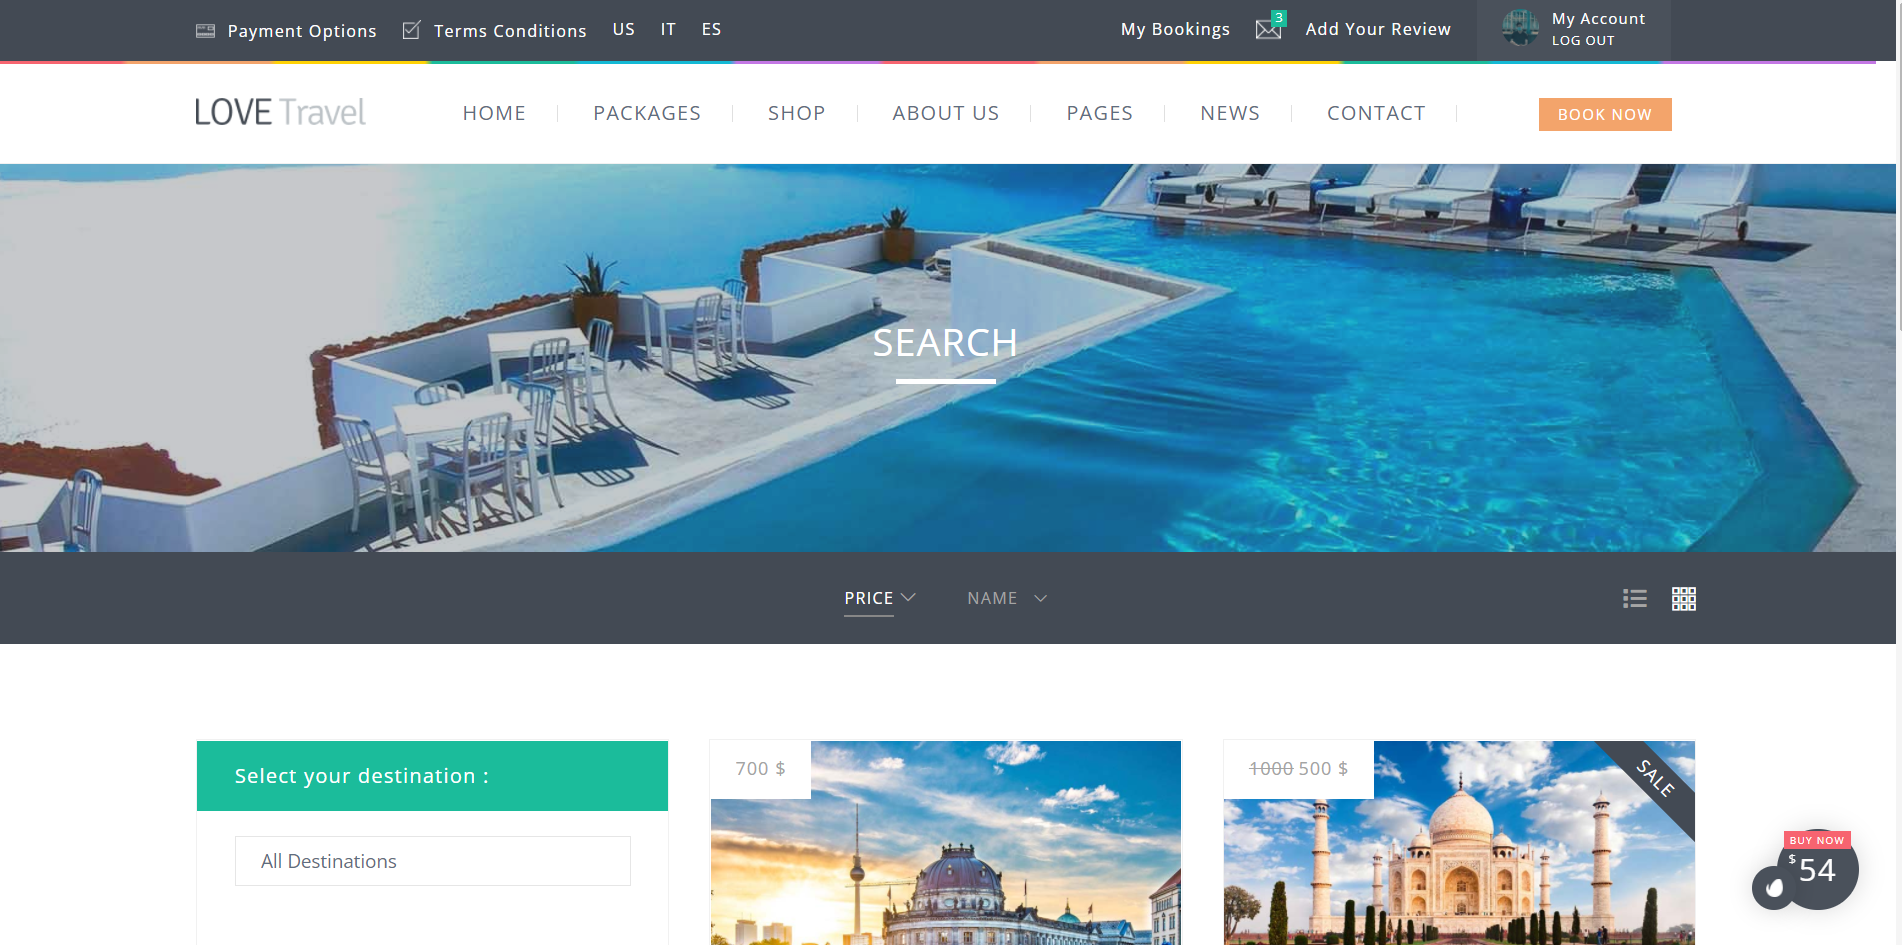 Payment Options
Terms Conditions
US
IT
ES
My Bookings
3
Add Your Review
My Account
LOG OUT
LOVE Travel
HOME
PACKAGES
SHOP
ABOUT US
PAGES
NEWS
CONTACT
BOOK NOW
SEARCH
PRICE
NAME
Select your destination :
All Destinations
700 $
1000 500 $
SALE
BUY NOW
$54